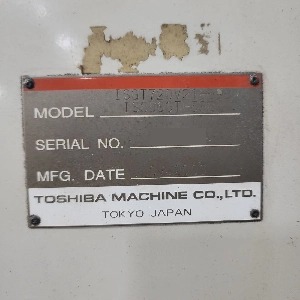 MODEL
SERIAL NO.
MFG. DATE
TOSHIBA MACHINE CO.,LTD.
TOKYO JAPAN